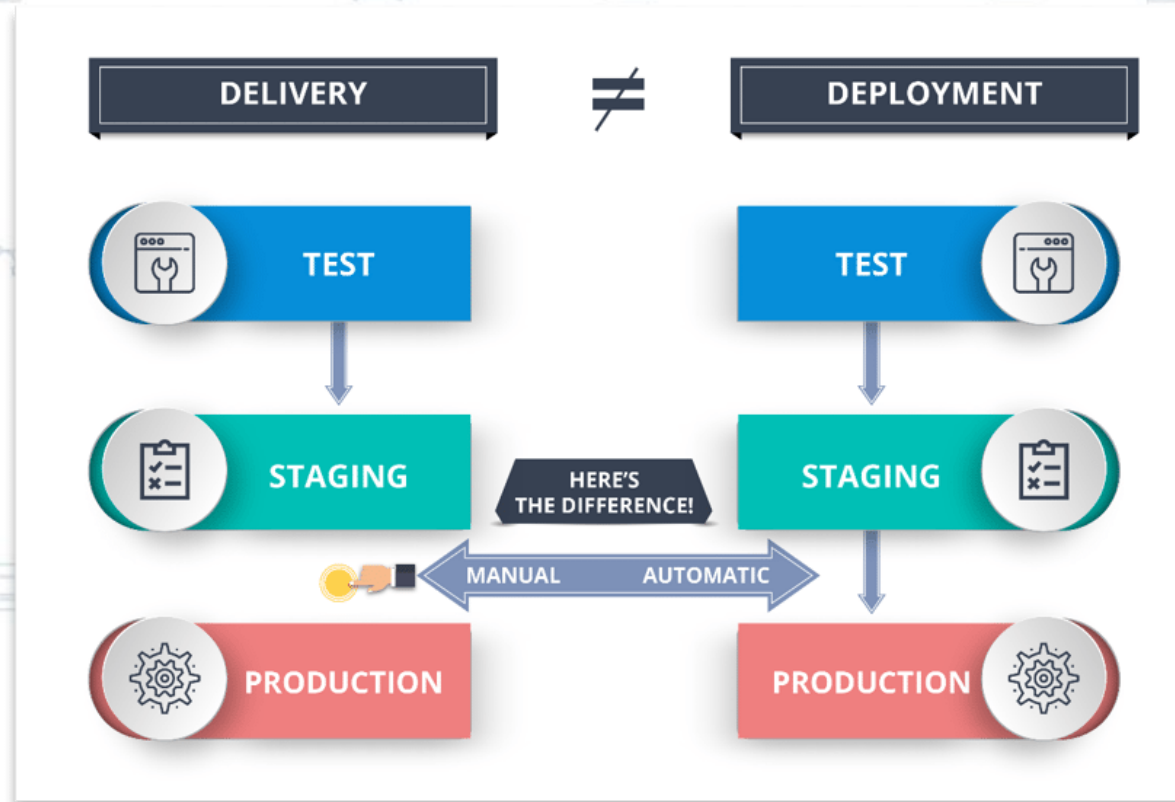 DELIVERY
≠
DEPLOYMENT
TEST
TEST
STAGING
HERE'S
THE DIFFERENCE!
STAGING
MANUAL
AUTOMATIC
PRODUCTION
PRODUCTION